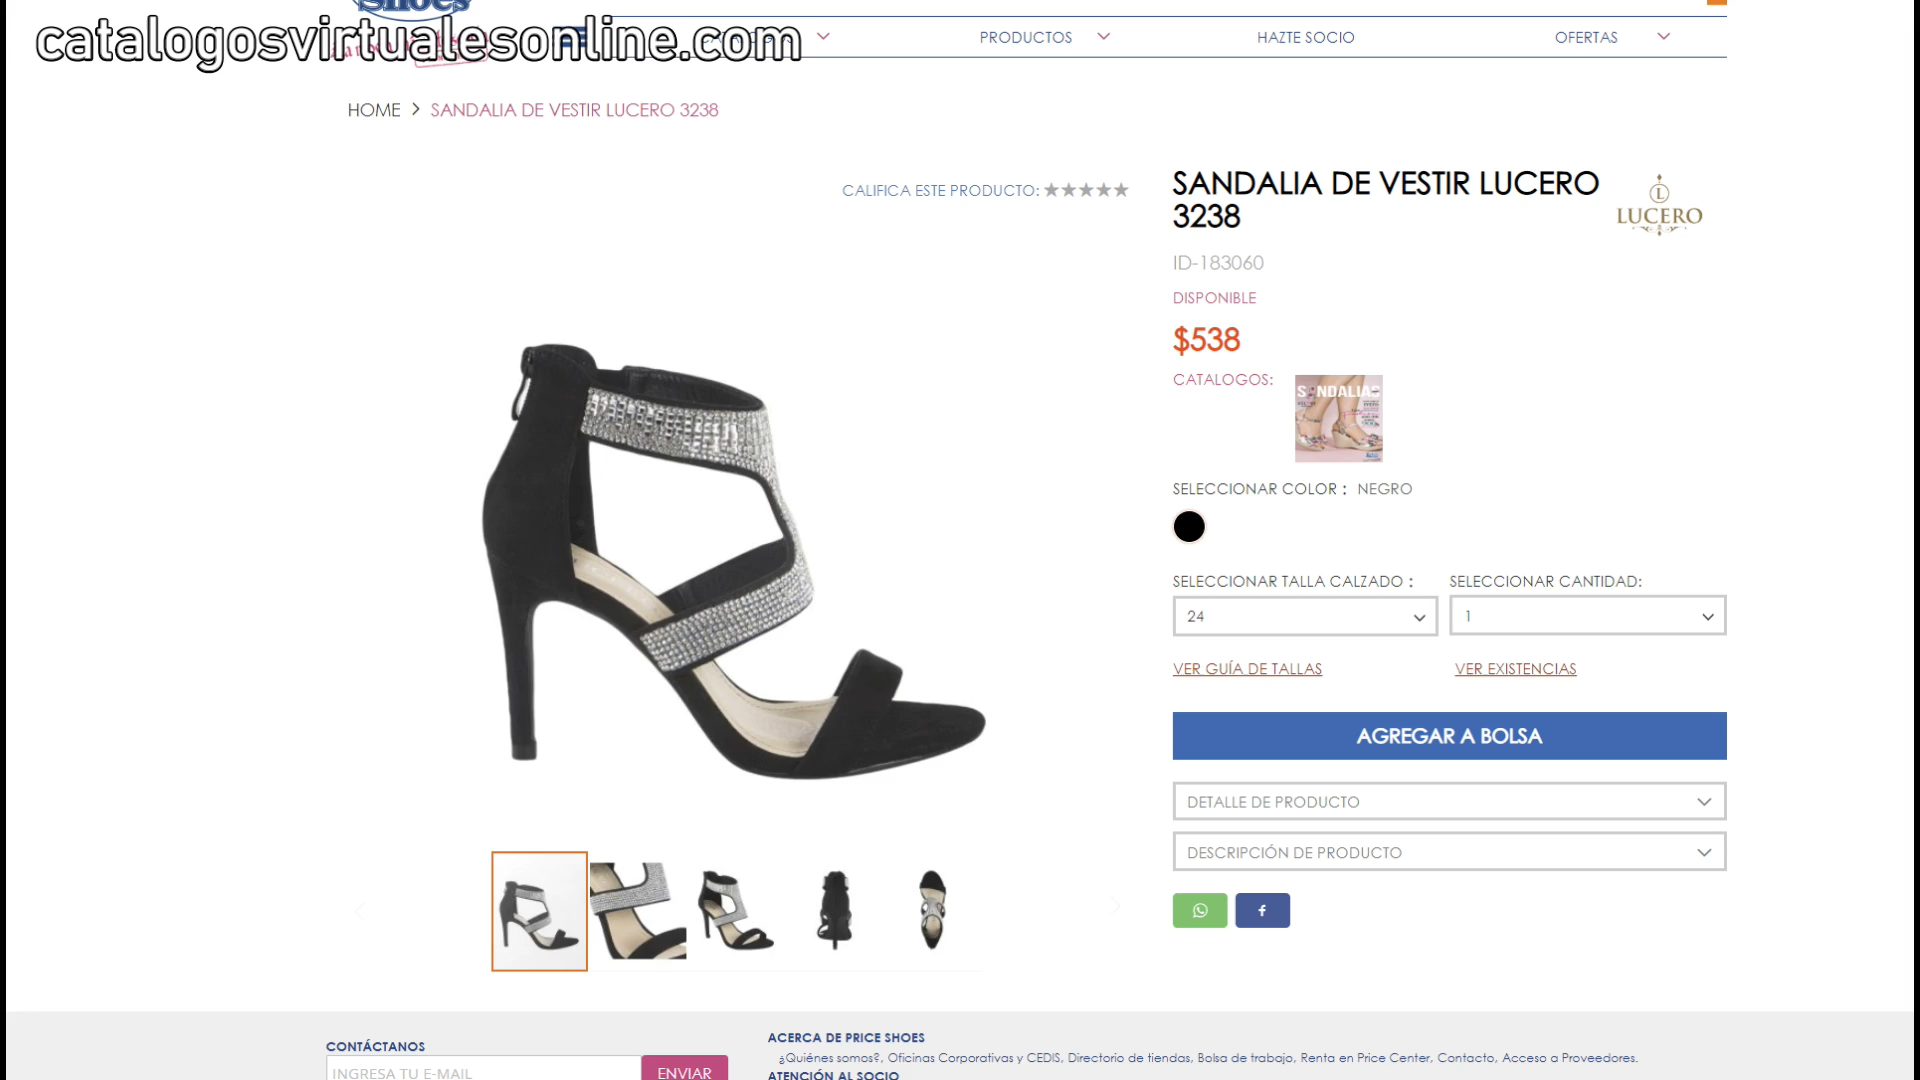 Shoes
catalogosvirtualesonline.com
PRODUCTOS
HAZTE SOCIO
OFERTAS
HOME > SANDALIA DE VESTIR LUCERO 3238
CALIFICA ESTE PRODUCTO:
SANDALIA DE VESTIR LUCERO
3238
L
LUCERO
ID-183060
DISPONIBLE
$538
CATALOGOS:
SANDALIAS
SELECCIONAR COLOR : NEGRO
SELECCIONAR TALLA CALZADO :
SELECCIONAR CANTIDAD:
24
1
VER GUÍA DE TALLAS
VER EXISTENCIAS
AGREGAR A BOLSA
DETALLE DE PRODUCTO
DESCRIPCIÓN DE PRODUCTO
CONTÁCTANOS
INGRESA TU E-MAIL
ENVIAR
ACERCA DE PRICE SHOES
¿Quiénes somos?, Oficinas Corporativas y CEDIS, Directorio de tiendas, Bolsa de trabajo, Renta en Price Center, Contacto, Acceso a Proveedores.
ATENCIÓN AL SOCIO